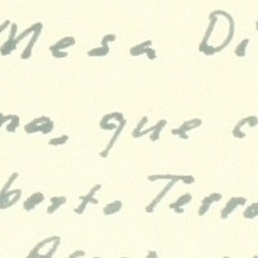 Mesa Di
na, que c
berto Terr